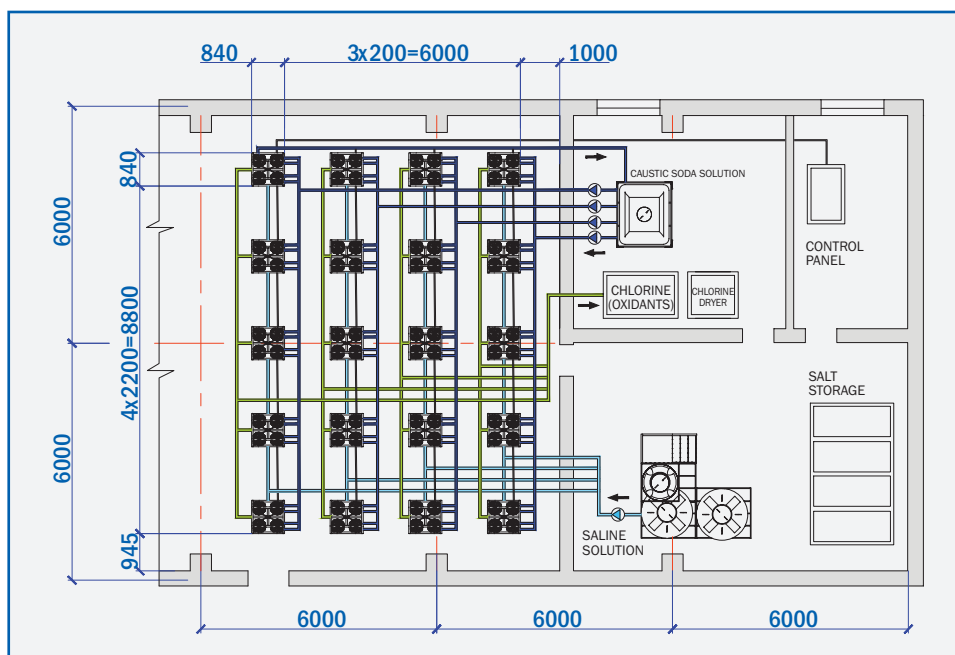 840
3x200=6000
1000
840
6000
4x2200=8800
6000
945
CAUSTIC SODA SOLUTION
CONTROL
PANEL
CHLORINE
(OXIDANTS)
CHLORINE
DRYER
SALT
STORAGE
SALINE
SOLUTION
6000
6000
6000